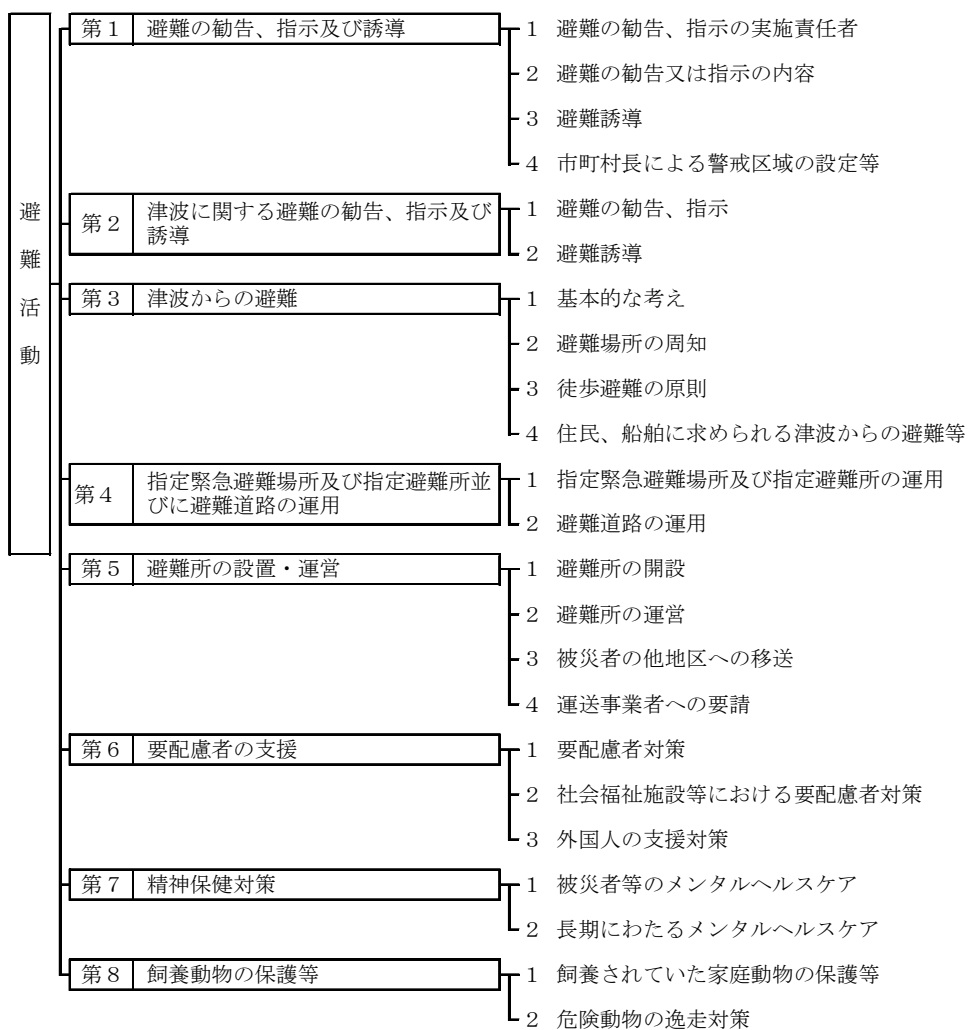 避難活動
第１ 避難の勧告、指示及び誘導
１ 避難の勧告、指示の実施責任者
２ 避難の勧告又は指示の内容
３ 避難誘導
４ 市町村長による警戒区域の設定等
第２ 津波に関する避難の勧告、指示及び
誘導
１ 避難の勧告、指示
２ 避難誘導
第３ 津波からの避難
１ 基本的な考え
２ 避難場所の周知
３ 徒歩避難の原則
４ 住民、船舶に求められる津波からの避難等
第４ 指定緊急避難場所及び指定避難所並
びに避難道路の運用
１ 指定緊急避難場所及び指定避難所の運用
２ 避難道路の運用
第５ 避難所の設置・運営
１ 避難所の開設
２ 避難所の運営
３ 被災者の他地区への移送
４ 運送事業者への要請
第６ 要配慮者の支援
１ 要配慮者対策
２ 社会福祉施設等における要配慮者対策
３ 外国人の支援対策
第７ 精神保健対策
１ 被災者等のメンタルヘルスケア
２ 長期にわたるメンタルヘルスケア
第８ 飼養動物の保護等
１ 飼養されていた家庭動物の保護等
２ 危険動物の逸走対策